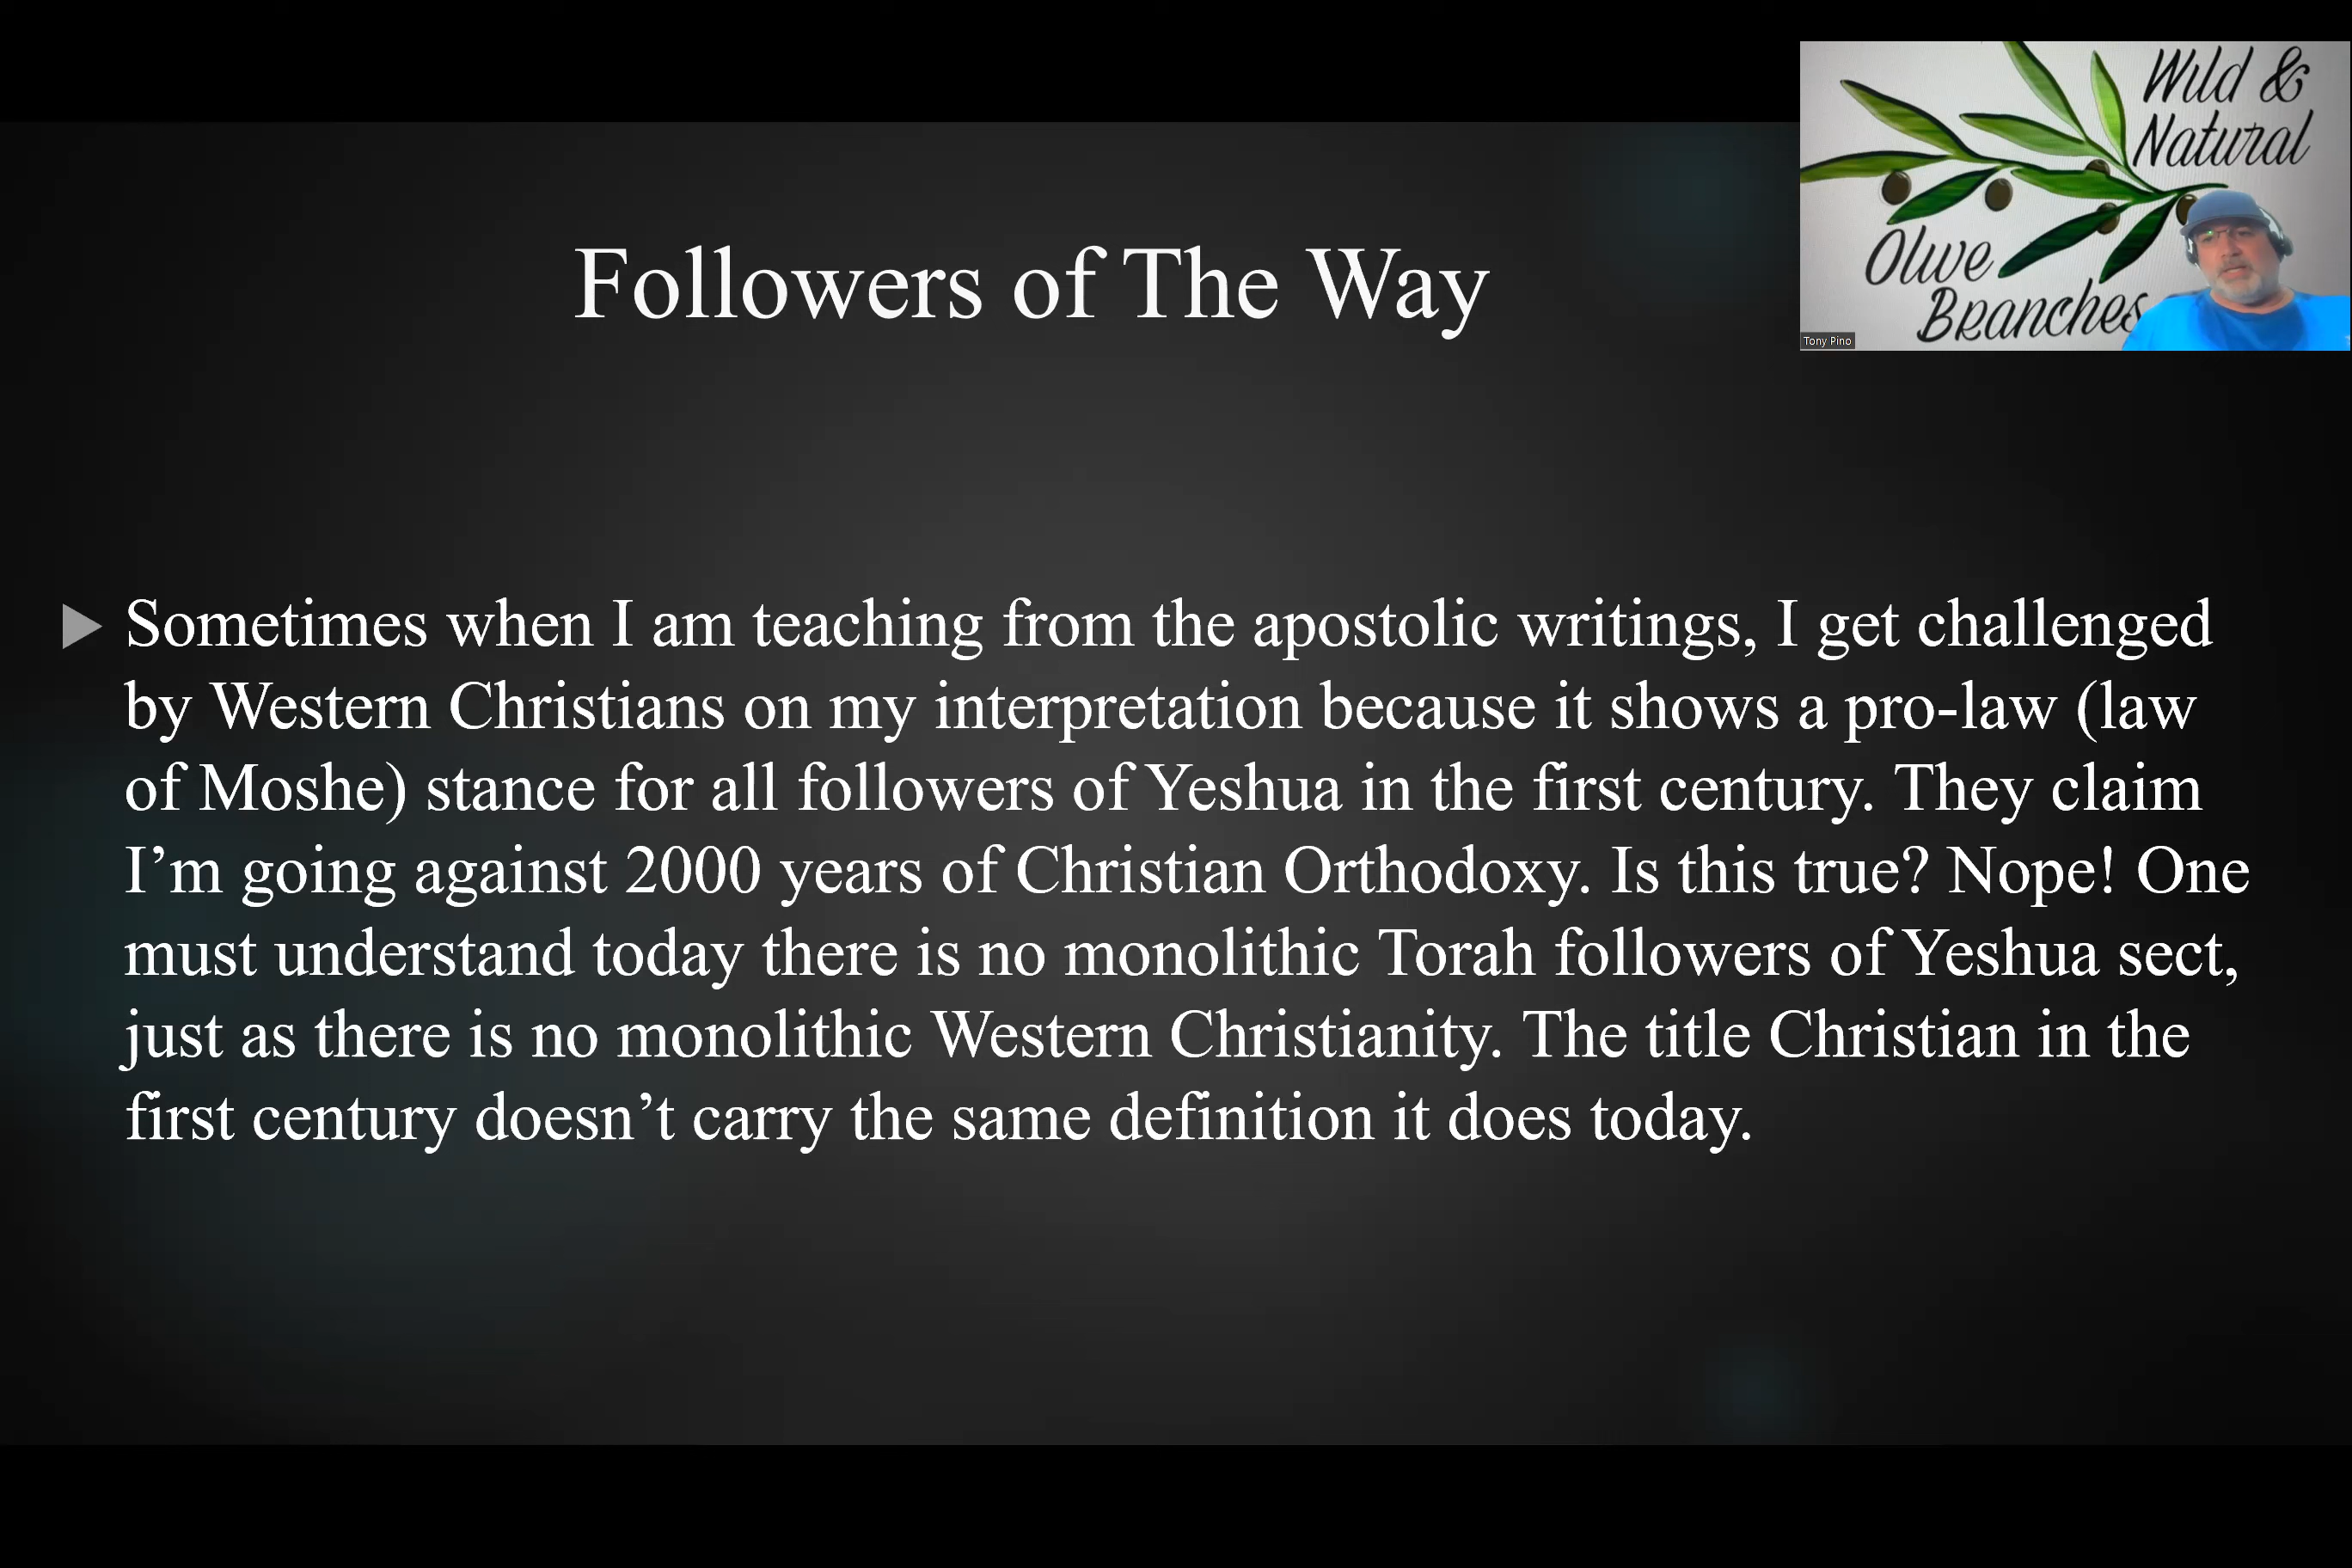 Wild &
Natural
Olive
Branches
Tony Pino
Followers of The Way
Sometimes when I am teaching from the apostolic writings, I get challenged
by Western Christians on my interpretation because it shows a pro-law (law
of Moshe) stance for all followers of Yeshua in the first century. They claim
I’m going against 2000 years of Christian Orthodoxy. Is this true? Nope! One
must understand today there is no monolithic Torah followers of Yeshua sect,
just as there is no monolithic Western Christianity. The title Christian in the
first century doesn’t carry the same definition it does today.